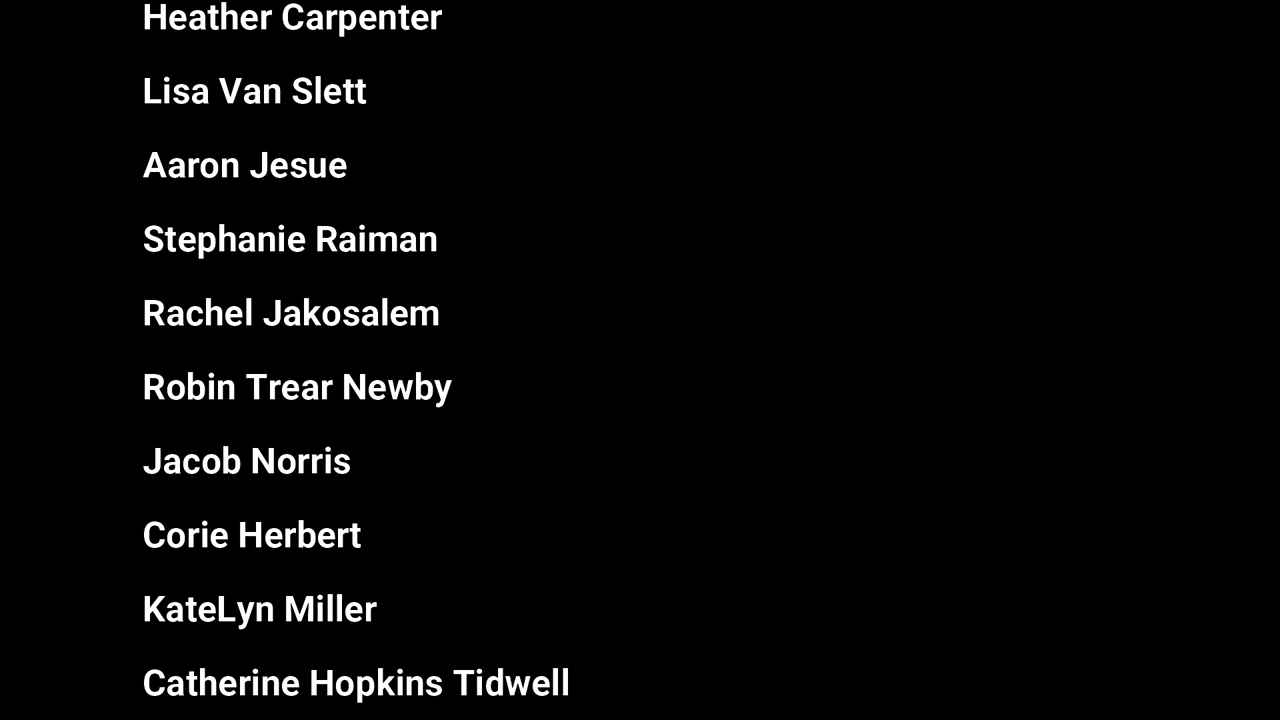 Heather Carpenter
Lisa Van Slett
Aaron Jesue
Stephanie Raiman
Rachel Jakosalem
Robin Trear Newby
Jacob Norris
Corie Herbert
KateLyn Miller
Catherine Hopkins Tidwell